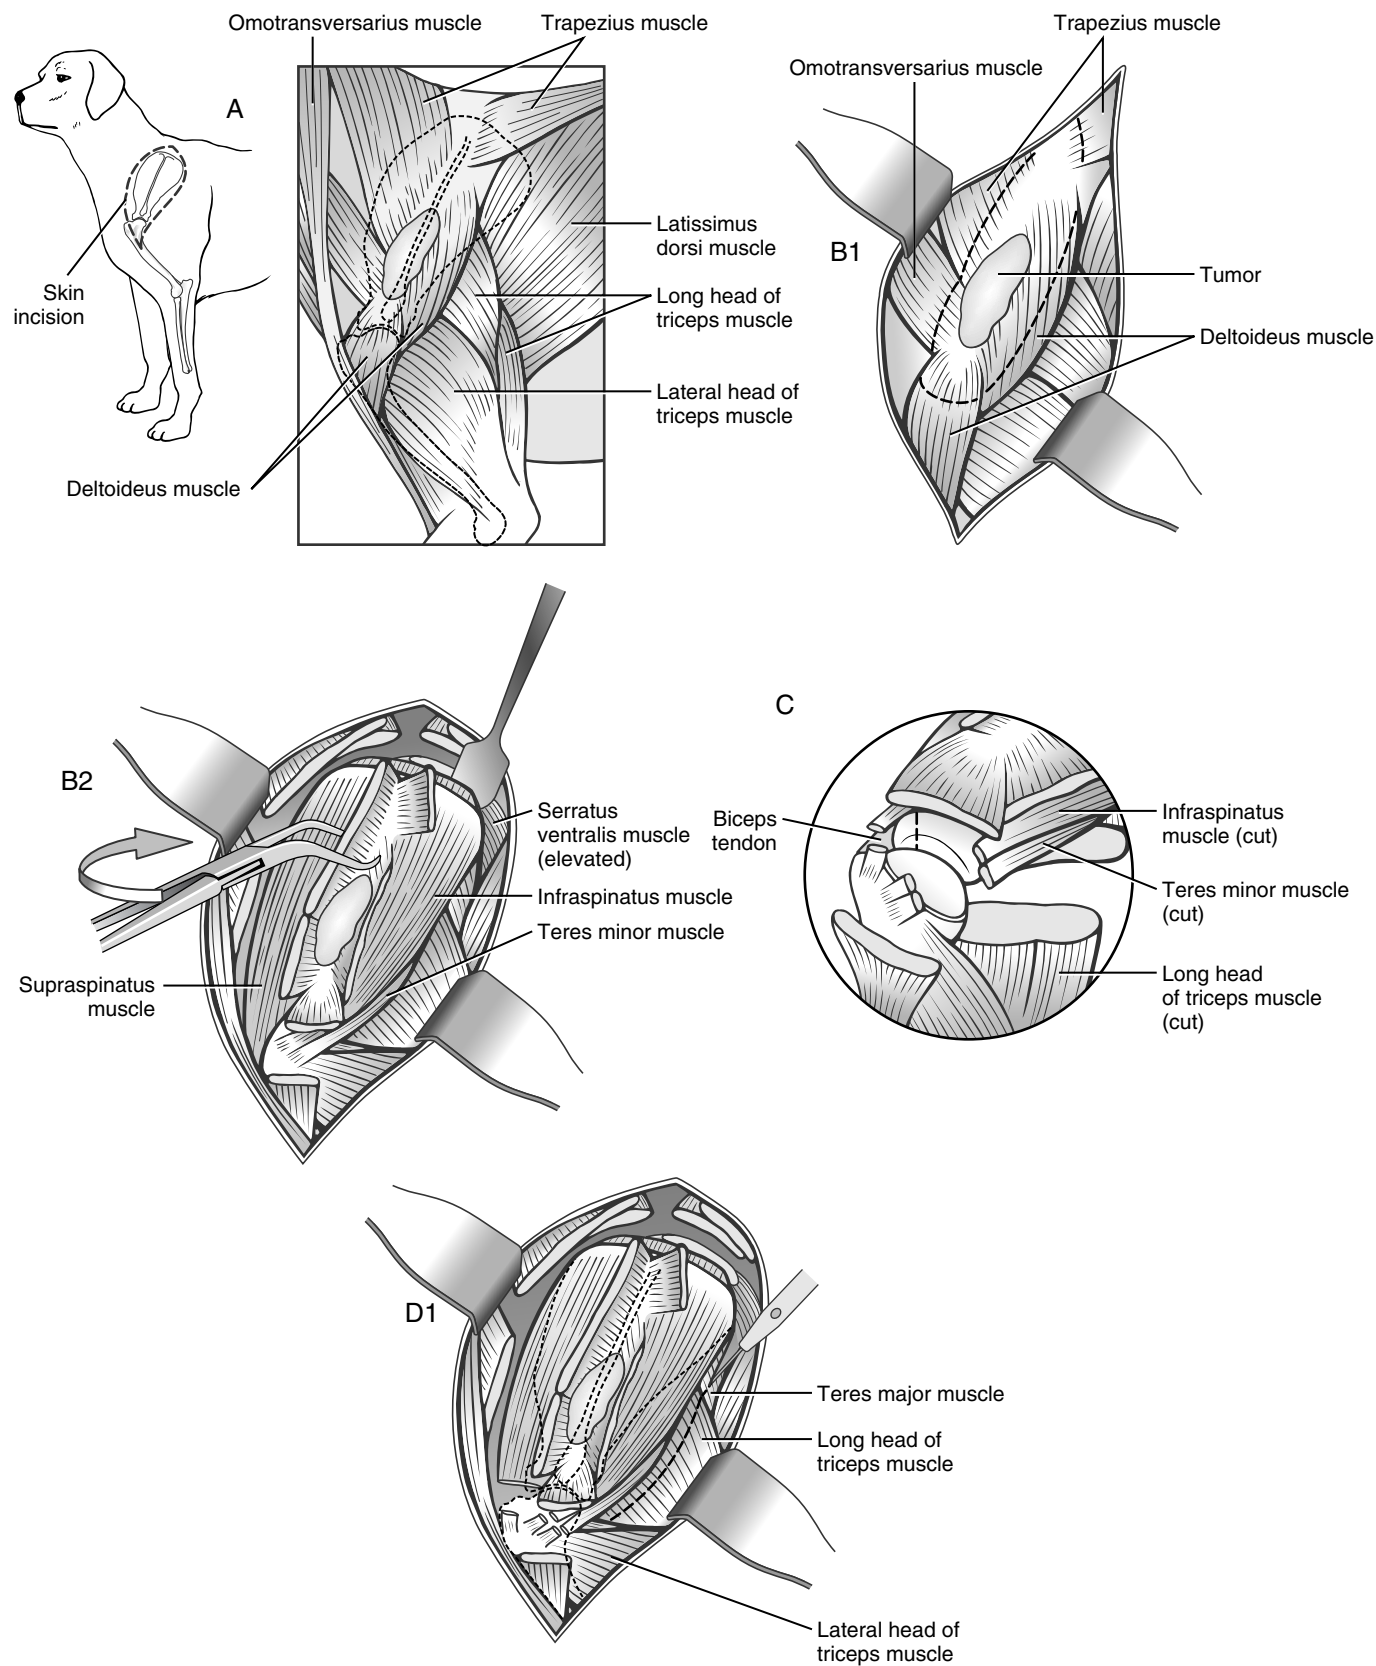 Omotransversarius muscle
Trapezius muscle
A
Skin
incision
Latissimus
dorsi muscle
Long head of
triceps muscle
Lateral head of
triceps muscle
Deltoideus muscle
Trapezius muscle
Omotransversarius muscle
B1
Tumor
Deltoideus muscle
B2
Serratus
ventralis muscle
(elevated)
Infraspinatus muscle
Teres minor muscle
Supraspinatus
muscle
C
Biceps
tendon
Infraspinatus
muscle (cut)
Teres minor muscle
(cut)
Long head
of triceps muscle
(cut)
D1
Teres major muscle
Long head of
triceps muscle
Lateral head of
triceps muscle